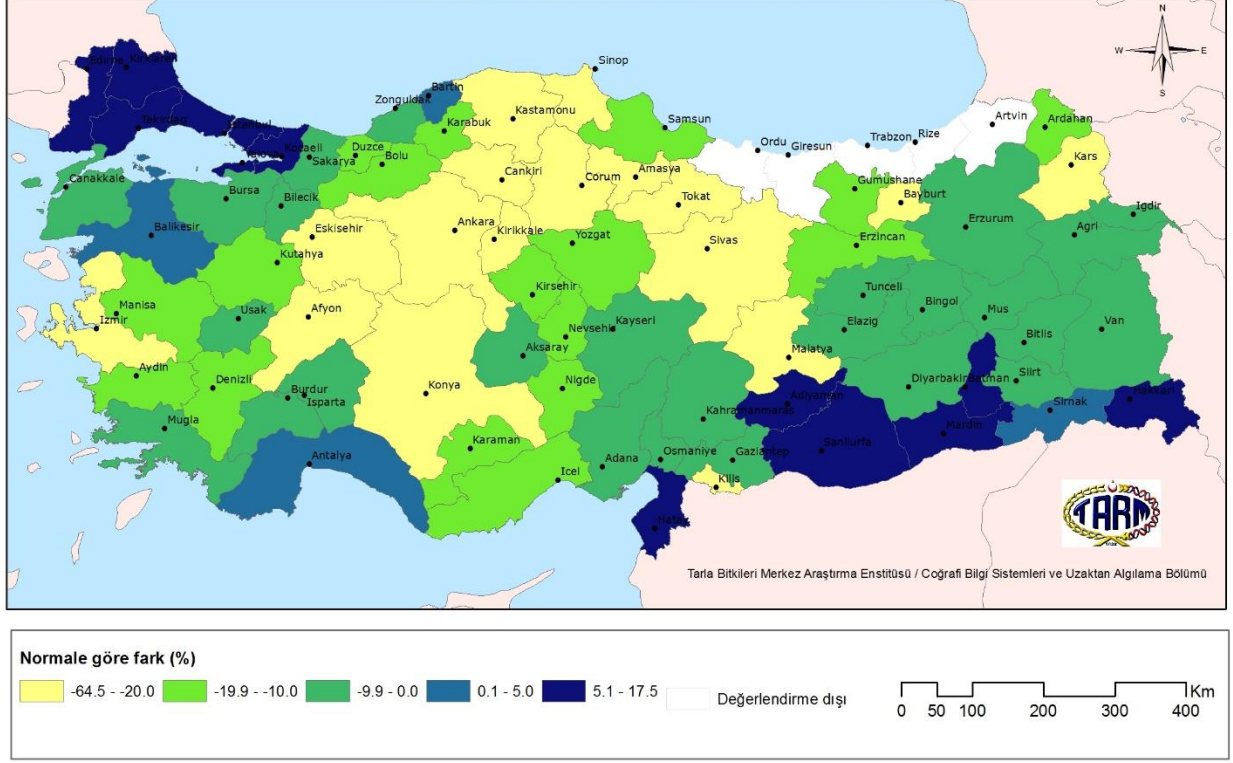 N
W E
S
Sinop
Edirne Kirklareli
Bartin
Zonguldak
Kastamonu
Artvin
Samsun
Ardahan
Tekirdag
Istanbul
Karabuk
Trabzon Rize
Ordu
Giresun
Kocaeli
Duzce
Sakarya
Bolu
Kars
Amasya
Canakkale
Cankiri
Corum
Gumushane
Bursa
Bilecik
Tokat
Bayburt
Igdir
Ankara
Erzurum
Balikesir
Eskisehir
Kirikkale
Yozgat
Sivas
Erzincan
Agri
Kutahya
Tunceli
Manisa
Usak
Afyon
Kirsehir
Bingol
Mus
Izmir
Nevsehir
Kayseri
Elazig
Van
Bitlis
Aksaray
Malatya
Aydin
Denizli
Konya
Nigde
Diyarbakir
Batman
Siirt
Burdur
Isparta
Adiyaman
Hakkari
Mugla
Kahramanmaras
Sirnak
Mardin
Karaman
Sanliurfa
Antalya
Osmaniye
Gaziantep
Adana
Icel
Kilis
Hatay
TARM
Tarla Bitkileri Merkez Araştırma Enstitüsü / Coğrafi Bilgi Sistemleri ve Uzaktan Algılama Bölümü
Normale göre fark (%)
-64.5 - -20.0 -19.9 - -10.0 -9.9 - 0.0 0.1 - 5.0 5.1 - 17.5 Değerlendirme dışı
Km
0 50 100 200 300 400